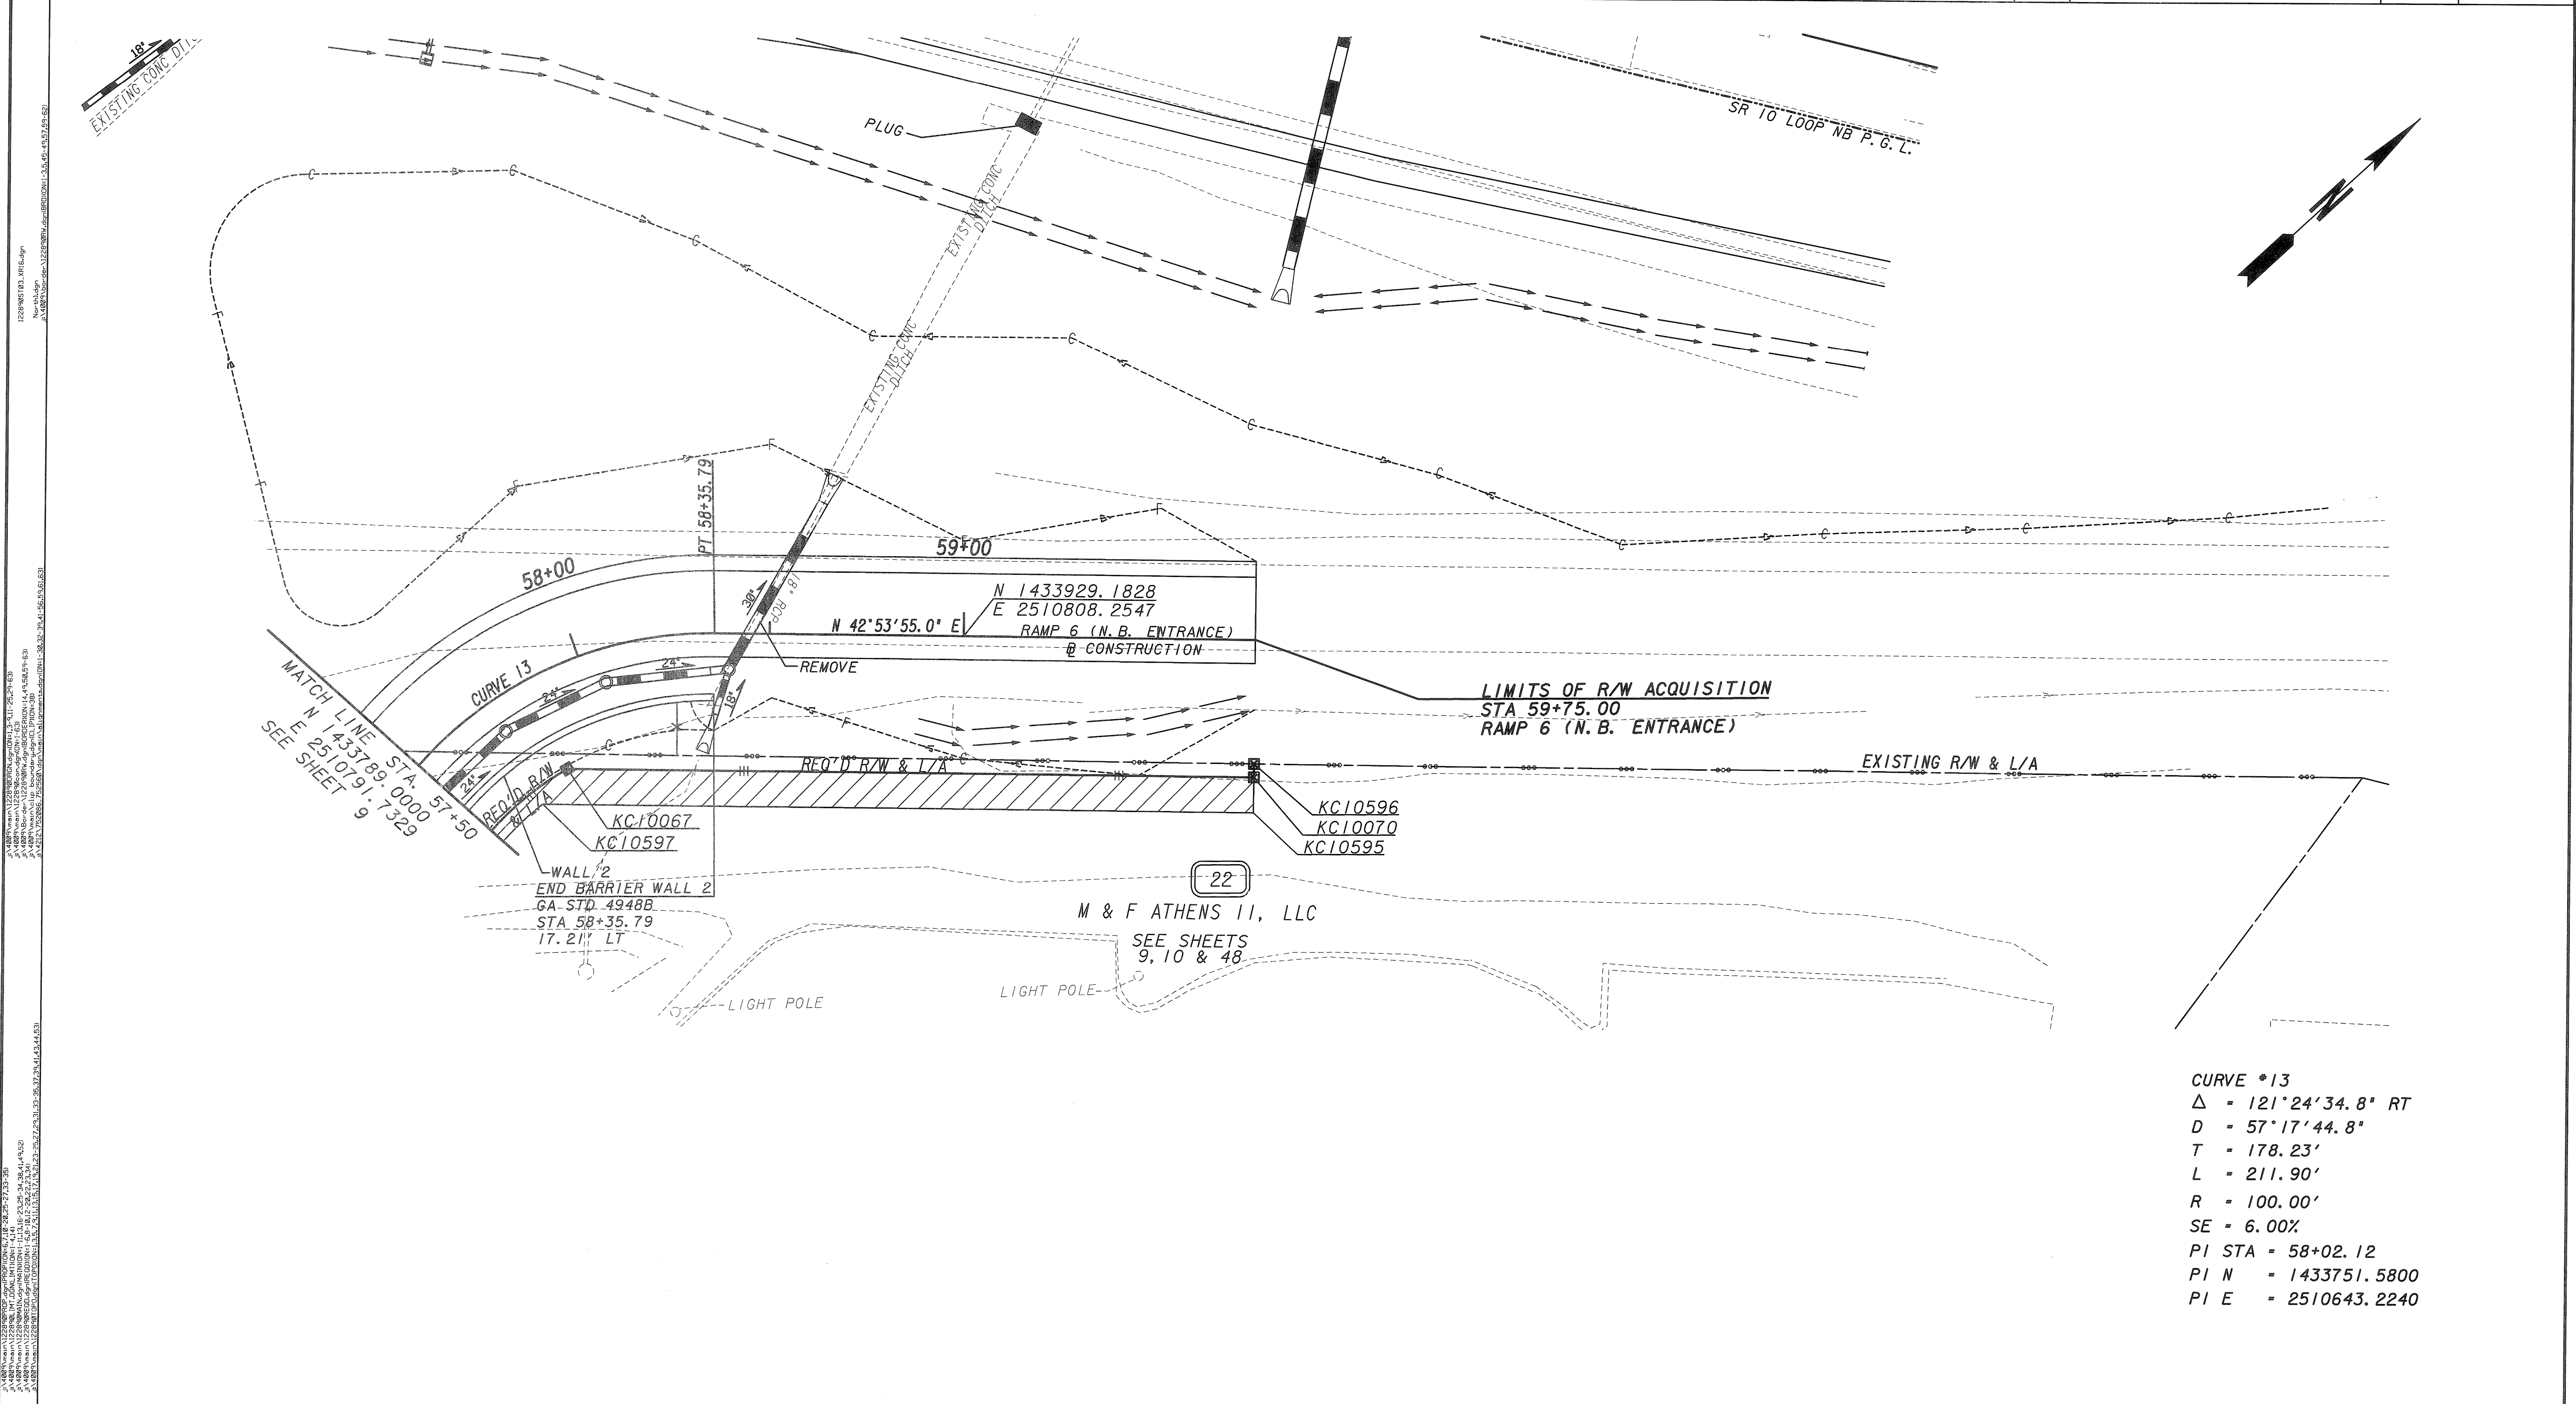 18"
EXISTING CONC DITC
PLUG
SR 10 LOOP NB P.G.L.
N
EXISTING CONC
DITCH
EXISTING CONC
DITCH
PT 58+35.79
58+00
59+00
30"
18" RCP
N 1433929.1828
E 2510808.2547
N 42°53'55.0" E
RAMP 6 (N.B. ENTRANCE)
B CONSTRUCTION
REMOVE
CURVE 13
24"
24"
18"
24"
LIMITS OF R/W ACQUISITION
STA 59+75.00
RAMP 6 (N.B. ENTRANCE)
MATCH LINE STA. 57+50
N 1433789.0000
E 2510791.7329
SEE SHEET 9
REQ'D R/W & L/A
EXISTING R/W & L/A
REQ'D R/W
& L/A
KC10067
KC10597
KC10596
KC10070
KC10595
WALL 2
END BARRIER WALL 2
GA STD 4948B
STA 58+35.79
17.21' LT
22
M & F ATHENS II, LLC
SEE SHEETS
9, 10 & 48
LIGHT POLE
LIGHT POLE
CURVE #13
Δ = 121°24'34.8" RT
D = 57°17'44.8"
T = 178.23'
L = 211.90'
R = 100.00'
SE = 6.00%
PI STA = 58+02.12
PI N = 1433751.5800
PI E = 2510643.2240